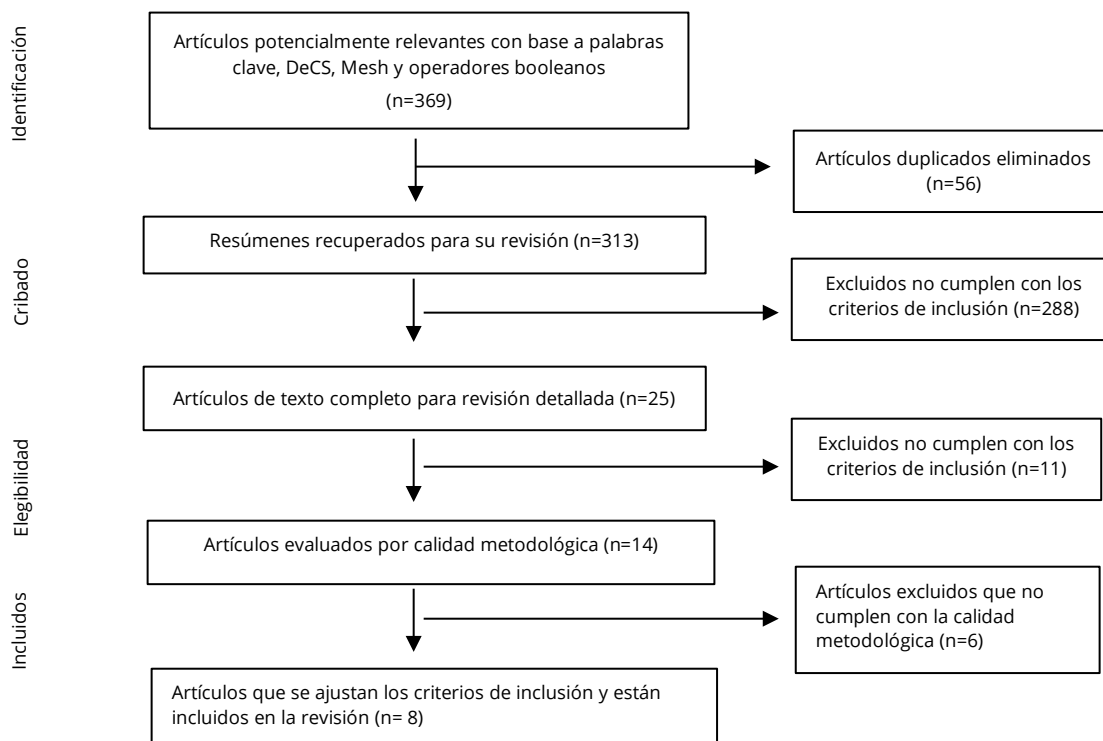 Identificación
Artículos potencialmente relevantes con base a palabras
clave, DeCS, Mesh y operadores booleanos
(n=369)
Artículos duplicados eliminados
(n=56)
Resúmenes recuperados para su revisión (n=313)
Cribado
Excluidos no cumplen con los
criterios de inclusión (n=288)
Artículos de texto completo para revisión detallada (n=25)
Elegibilidad
Excluidos no cumplen con los
criterios de inclusión (n=11)
Artículos evaluados por calidad metodológica (n=14)
Incluidos
Artículos excluidos que no
cumplen con la calidad
metodológica (n=6)
Artículos que se ajustan los criterios de inclusión y están
incluidos en la revisión (n= 8)